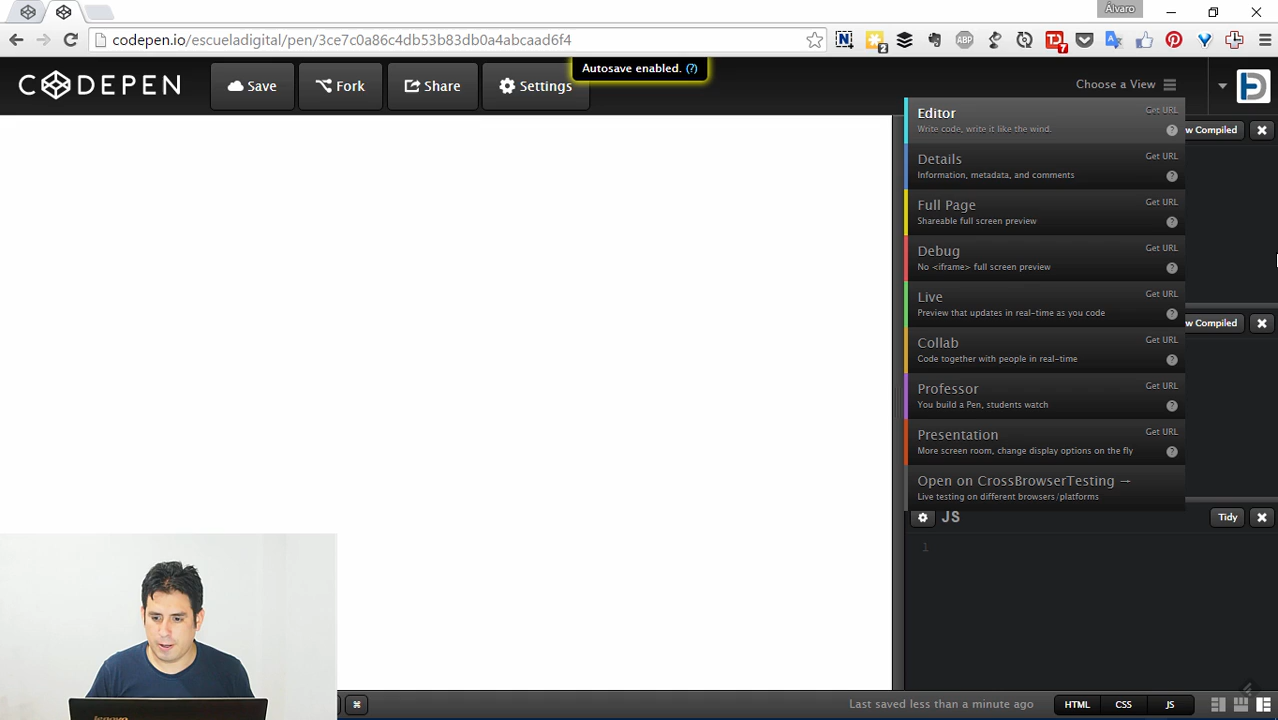 Álvaro
codepen.io/escueladigital/pen/3ce7c0a86c4db53b83db0a4abcaad6f4
N
2
ABP
7
CODEPEN
Save
Fork
Share
Settings
Autosave enabled. (?)
Choose a View
Editor
Get URL
Write code, write it like the wind.
?
w Compiled
Details
Get URL
Information, metadata, and comments
?
Full Page
Get URL
Shareable full screen preview
?
Debug
Get URL
No <iframe> full screen preview
?
Live
Get URL
Preview that updates in real-time as you code
?
w Compiled
Collab
Get URL
Code together with people in real-time
?
Professor
Get URL
You build a Pen, students watch
?
Presentation
Get URL
More screen room, change display options on the fly
?
Open on CrossBrowserTesting →
Live testing on different browsers/platforms
JS
Tidy
1
lenovo
⌘
Last saved less than a minute ago
HTML
CSS
JS